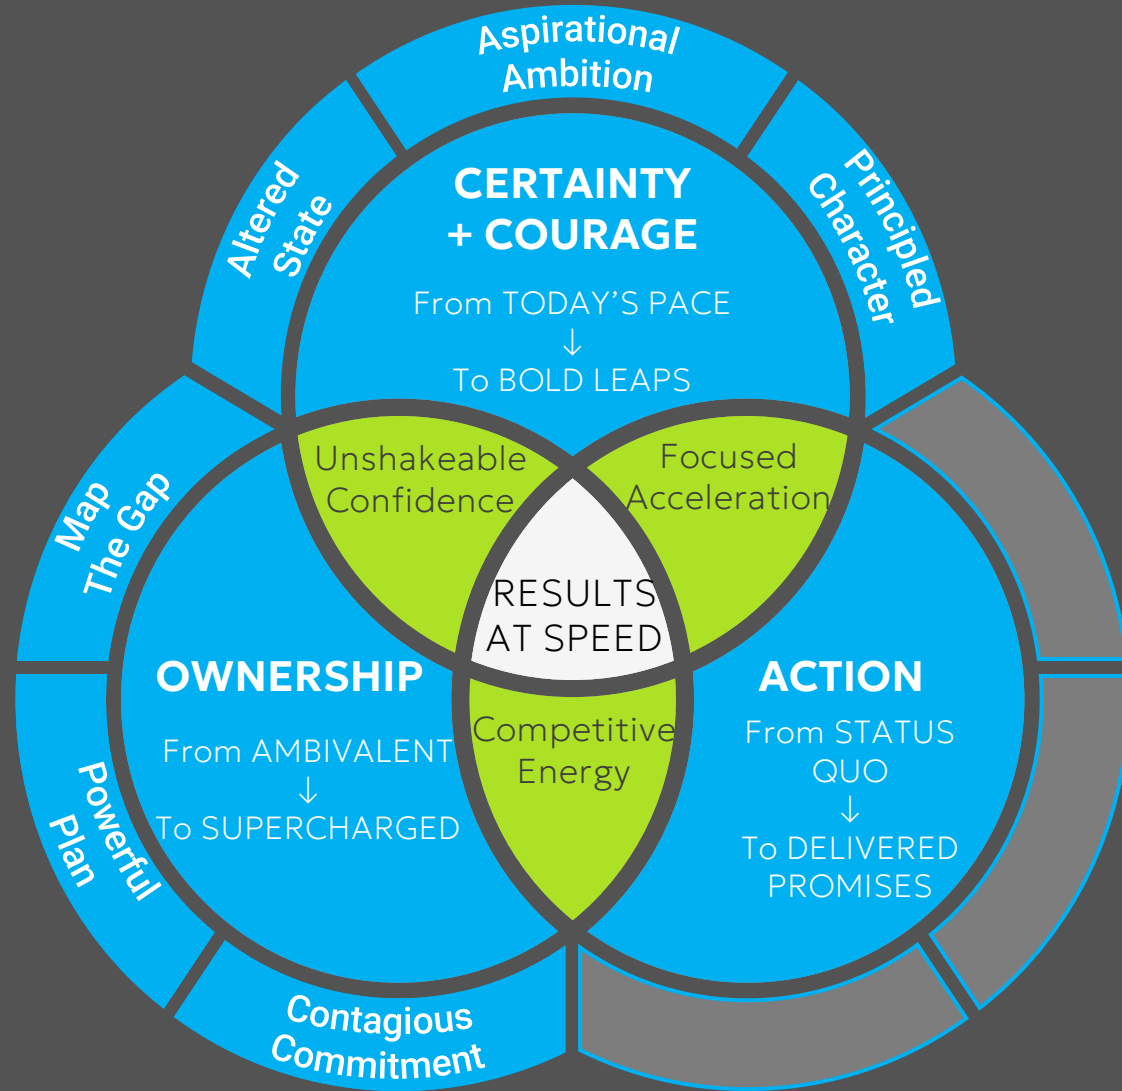 Aspirational
Ambition
Altered
State
Principled
Character
CERTAINTY
+ COURAGE
From TODAY’S PACE
↓
To BOLD LEAPS
Unshakeable
Confidence
Focused
Acceleration
RESULTS
AT SPEED
Map
The Gap
OWNERSHIP
From AMBIVALENT
↓
To SUPERCHARGED
Competitive
Energy
ACTION
From STATUS
QUO
↓
To DELIVERED
PROMISES
Powerful
Plan
Contagious
Commitment